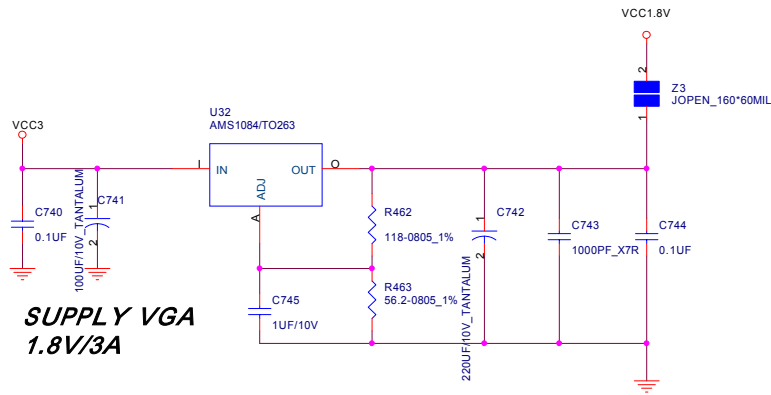 VCC1.8V
2
Z3
JOPEN_160*60MIL
1
U32
AMS1084/TO263
VCC3
I
IN
OUT
O
ADJ
A
C740
0.1UF
C741
1
2
100UF/10V_TANTALUM
R462
118-0805_1%
R463
56.2-0805_1%
C745
1UF/10V
C742
1
2
220UF/10V_TANTALUM
C743
1000PF_X7R
C744
0.1UF
SUPPLY VGA
1.8V/3A